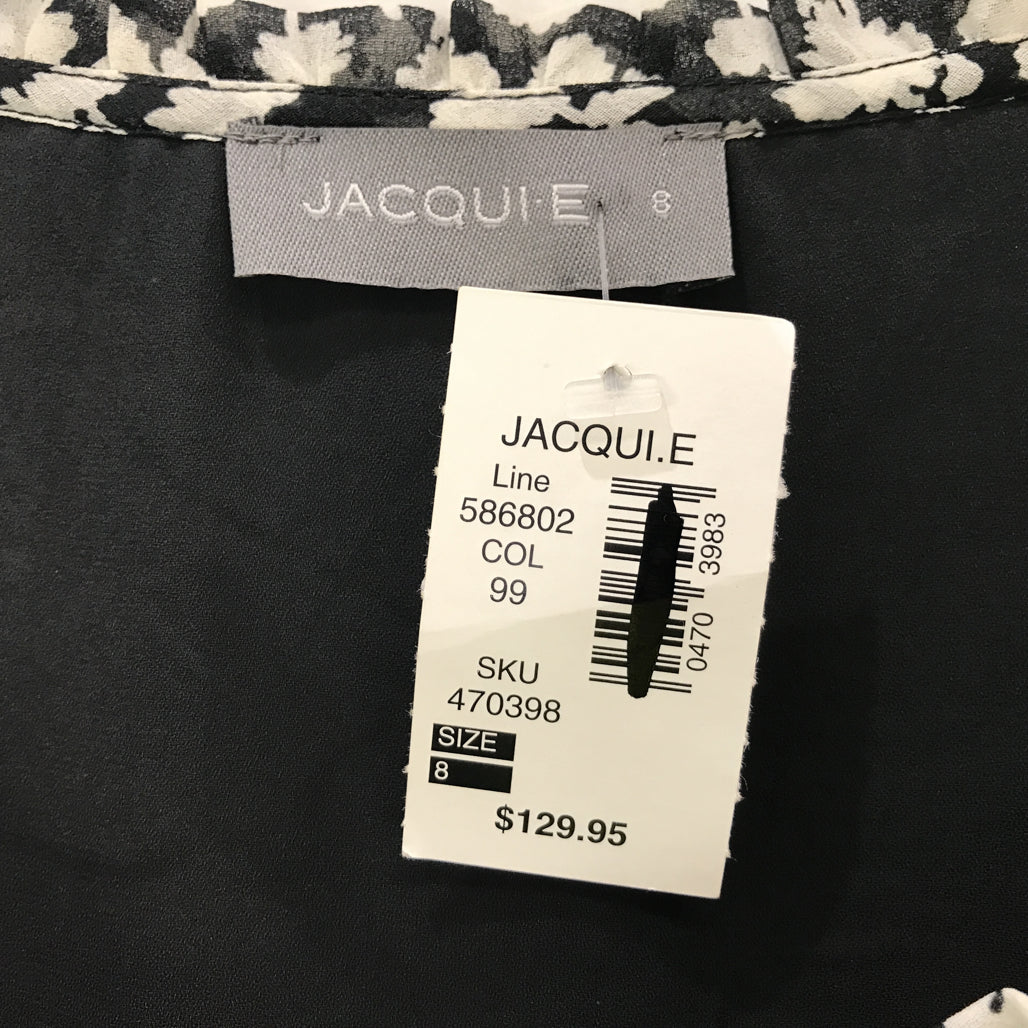 JACQUI·E 8
JACQUI.E
Line
586802
COL
99
0470 3983
SKU
470398
SIZE
8
$129.95